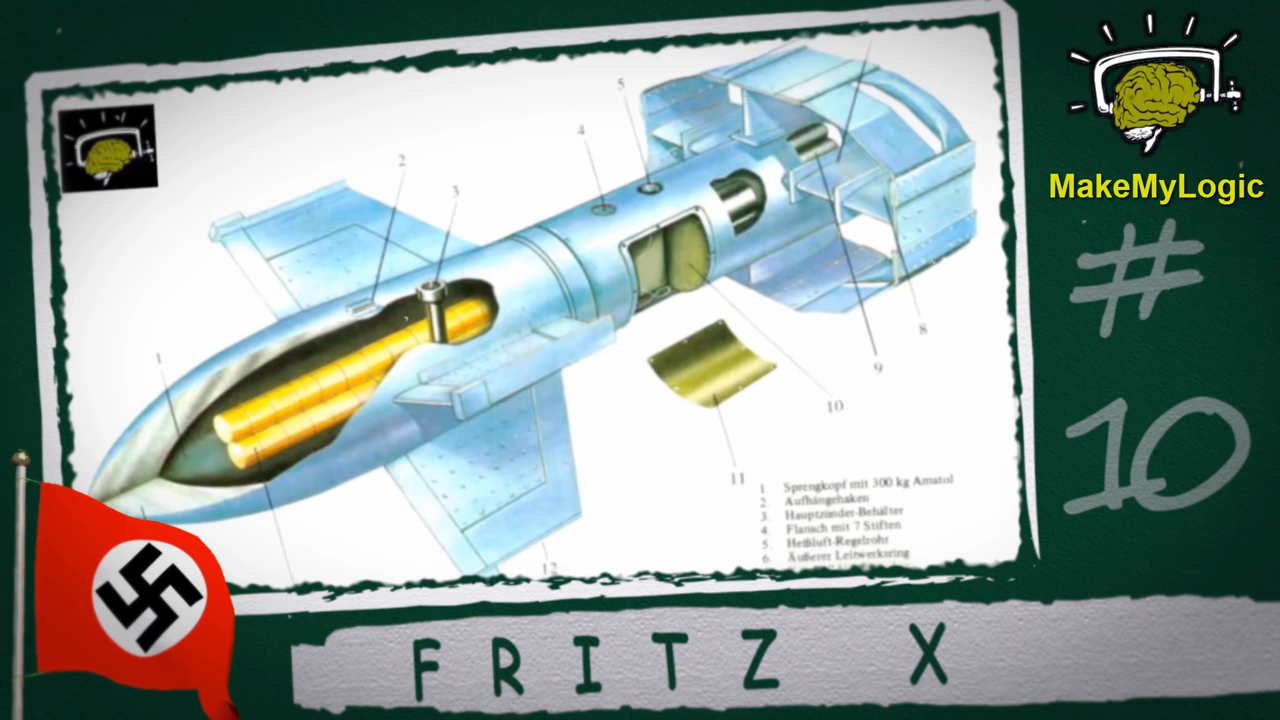 MakeMyLogic
#
10
5
4
2
3
1
8
9
10
11
1. Sprengkopf mit 300 kg Amatol
2. Aufhängehaken
3. Hauptzünder-Behälter
4. Flansch mit 7 Stiften
5. Heißluft-Regelrohr
6. Äußerer Leitwerksring
12
FRITZ X